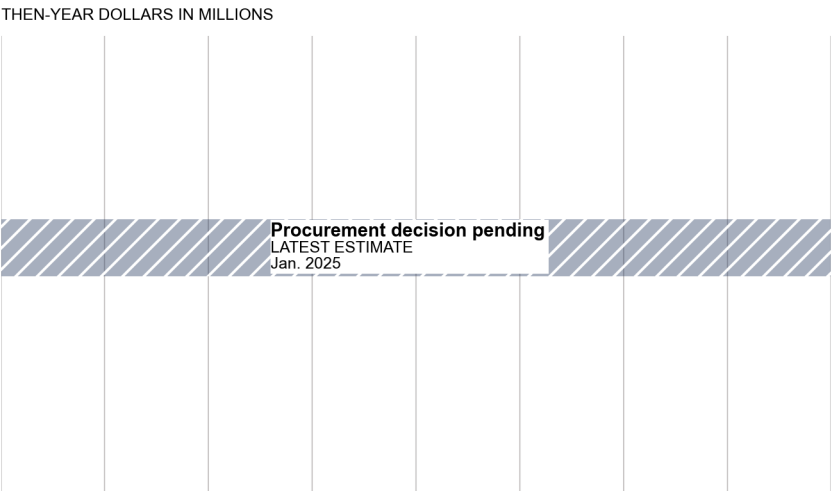 THEN-YEAR DOLLARS IN MILLIONS
Procurement decision pending
LATEST ESTIMATE
Jan. 2025